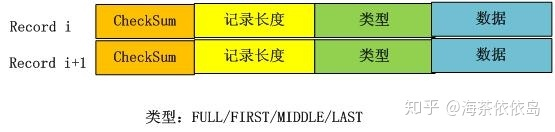 Record i CheckSum 记录长度 类型 数据
Record i+1 CheckSum 记录长度 类型 数据
类型：FULL/FIRST/MIDDLE/LAST
知乎 @海茶依依岛